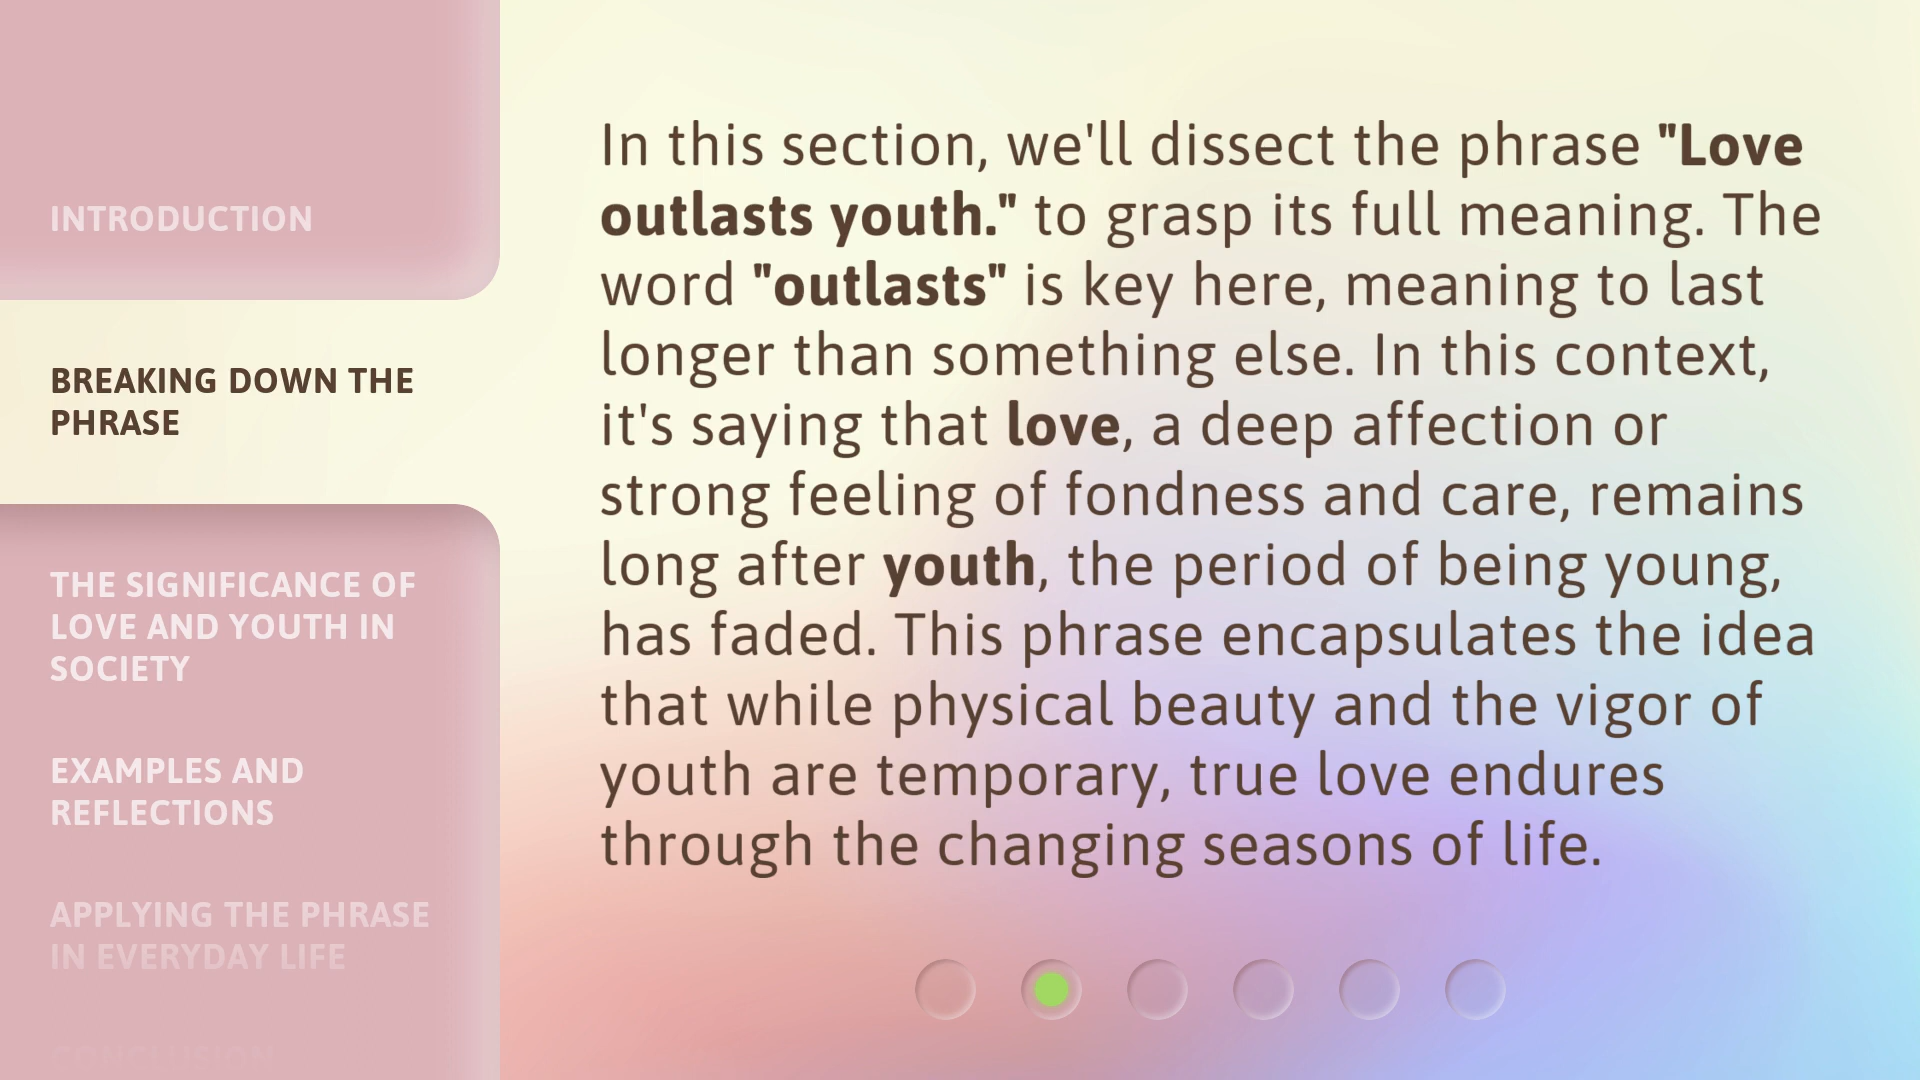 INTRODUCTION
BREAKING DOWN THE
PHRASE
THE SIGNIFICANCE OF
LOVE AND YOUTH IN
SOCIETY
EXAMPLES AND
REFLECTIONS
APPLYING THE PHRASE
IN EVERYDAY LIFE
CONCLUSION
In this section, we'll dissect the phrase "Love
outlasts youth." to grasp its full meaning. The
word "outlasts" is key here, meaning to last
longer than something else. In this context,
it's saying that love, a deep affection or
strong feeling of fondness and care, remains
long after youth, the period of being young,
has faded. This phrase encapsulates the idea
that while physical beauty and the vigor of
youth are temporary, true love endures
through the changing seasons of life.